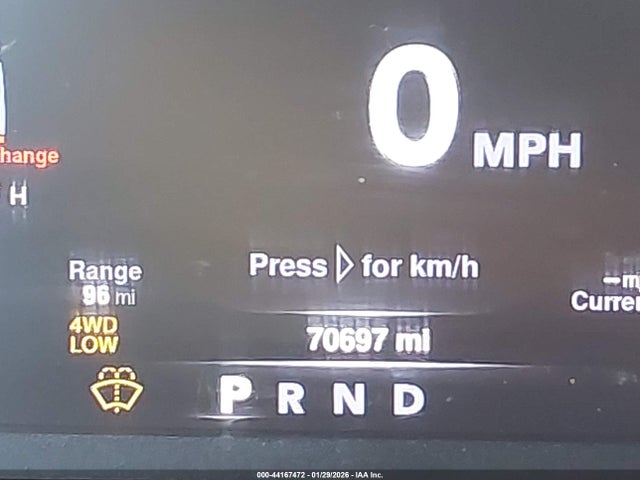 0 MPH
hange
H
Press for km/h
Range
96 mi
Curren
4WD
LOW
70697 mi
P R N D
000-44167472 - 01/29/2026 - IAA Inc.